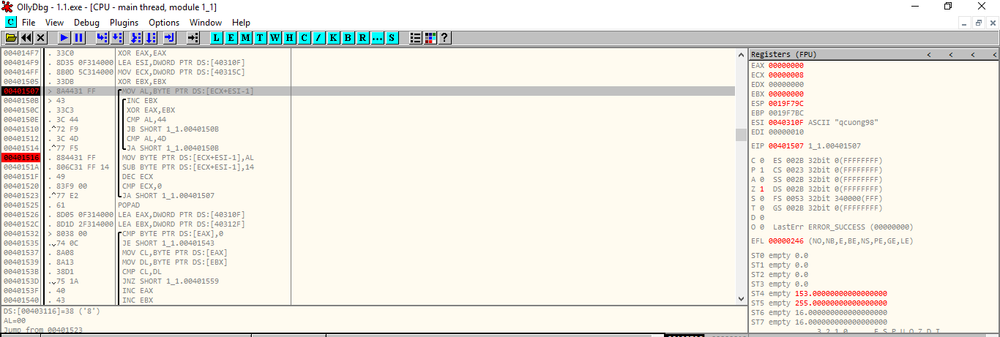 OllyDbg - 1.1.exe - [CPU - main thread, module 1_1]
C File View Debug Plugins Options Window Help
L E M T W H C / K B R ... S ?
004014F7 . 33C0 XOR EAX,EAX
004014F9 . 8D35 0F314000 LEA ESI,DWORD PTR DS:[40310F]
004014FF . 8B0D 5C314000 MOV ECX,DWORD PTR DS:[40315C]
00401505 . 33DB XOR EBX,EBX
00401507 > 8A4431 FF MOV AL,BYTE PTR DS:[ECX+ESI-1]
0040150B > 43 INC EBX
0040150C . 33C3 XOR EAX,EBX
0040150E . 3C 44 CMP AL,44
00401510 .^72 F9 JB SHORT 1_1.0040150B
00401512 . 3C 4D CMP AL,4D
00401514 .^77 F5 JA SHORT 1_1.0040150B
00401516 . 884431 FF MOV BYTE PTR DS:[ECX+ESI-1],AL
0040151A . 806C31 FF 14 SUB BYTE PTR DS:[ECX+ESI-1],14
0040151F . 49 DEC ECX
00401520 . 83F9 00 CMP ECX,0
00401523 .^77 E2 JA SHORT 1_1.00401507
00401525 . 61 POPAD
00401526 . 8D05 0F314000 LEA EAX,DWORD PTR DS:[40310F]
0040152C . 8D1D 2F314000 LEA EBX,DWORD PTR DS:[40312F]
00401532 > 8038 00 CMP BYTE PTR DS:[EAX],0
00401535 .v74 0C JE SHORT 1_1.00401543
00401537 . 8A08 MOV CL,BYTE PTR DS:[EAX]
00401539 . 8A13 MOV DL,BYTE PTR DS:[EBX]
0040153B . 38D1 CMP CL,DL
0040153D .v75 1A JNZ SHORT 1_1.00401559
0040153F . 40 INC EAX
00401540 . 43 INC EBX
DS:[00403116]=38 ('8')
AL=00
Jump from 00401523
Registers (FPU) < < < <
EAX 00000000
ECX 00000008
EDX 00000000
EBX 00000000
ESP 0019F79C
EBP 0019F7BC
ESI 0040310F ASCII "qcuong98"
EDI 00000010
EIP 00401507 1_1.00401507
C 0 ES 002B 32bit 0(FFFFFFFF)
P 1 CS 0023 32bit 0(FFFFFFFF)
A 0 SS 002B 32bit 0(FFFFFFFF)
Z 1 DS 002B 32bit 0(FFFFFFFF)
S 0 FS 0053 32bit 340000(FFF)
T 0 GS 002B 32bit 0(FFFFFFFF)
D 0
O 0 LastErr ERROR_SUCCESS (00000000)
EFL 00000246 (NO,NB,E,BE,NS,PE,GE,LE)
ST0 empty 0.0
ST1 empty 0.0
ST2 empty 0.0
ST3 empty 0.0
ST4 empty 153.00000000000000000
ST5 empty 255.00000000000000000
ST6 empty 16.000000000000000000
ST7 empty 16.000000000000000000
3 2 1 0 E S P U O Z D I